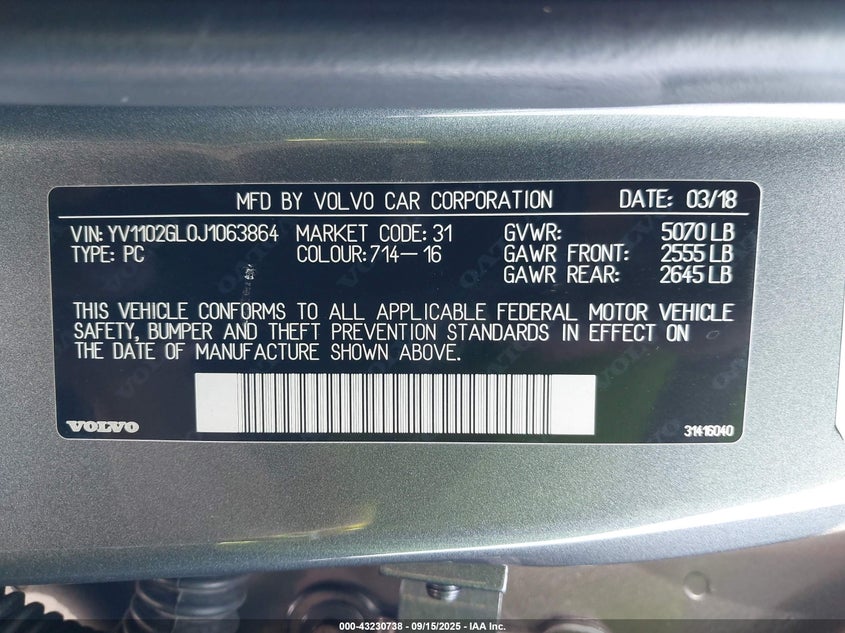 MFD BY VOLVO CAR CORPORATION DATE: 03/18
VIN: YV1102GL0J1063864 MARKET CODE: 31 GVWR: 5070 LB
TYPE: PC COLOUR: 714-16 GAWR FRONT: 2555 LB
GAWR REAR: 2645 LB
THIS VEHICLE CONFORMS TO ALL APPLICABLE FEDERAL MOTOR VEHICLE
SAFETY, BUMPER AND THEFT PREVENTION STANDARDS IN EFFECT ON
THE DATE OF MANUFACTURE SHOWN ABOVE.
VOLVO 31416040
000-43230738 - 09/15/2025 - IAA Inc.